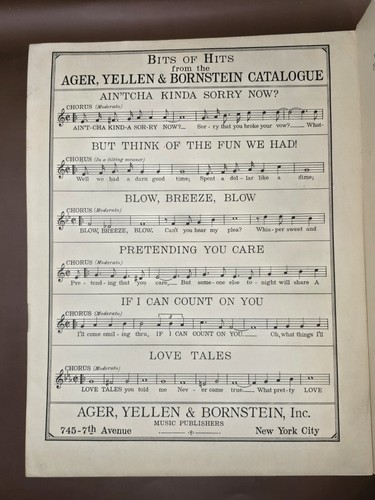 BITS OF HITS
from the
AGER, YELLEN & BORNSTEIN CATALOGUE
AIN'TCHA KINDA SORRY NOW?
CHORUS (Moderato)
AIN'T-CHA KIND-A SOR-RY NOW? Sor-ry that you broke your vow? What-
BUT THINK OF THE FUN WE HAD!
CHORUS (In a lilting manner)
Well we had a darn good time; Spent a dol-lar like a dime;
BLOW, BREEZE, BLOW
CHORUS (Moderato)
BLOW, BREEZE, BLOW, Can't you hear my plea? Whis-per sweet and
PRETENDING YOU CARE
CHORUS (Moderato)
Pre-tend-ing that you care, But some-one else to-night will share A
IF I CAN COUNT ON YOU
CHORUS (Moderato)
3
I'll come smil-ing thru, IF I CAN COUNT ON YOU Oh, what things I'll
LOVE TALES
CHORUS (Moderato)
LOVE TALES you told me Nev-er came true What pret-ty LOVE
AGER, YELLEN & BORNSTEIN, Inc.
MUSIC PUBLISHERS
745-7th Avenue New York City